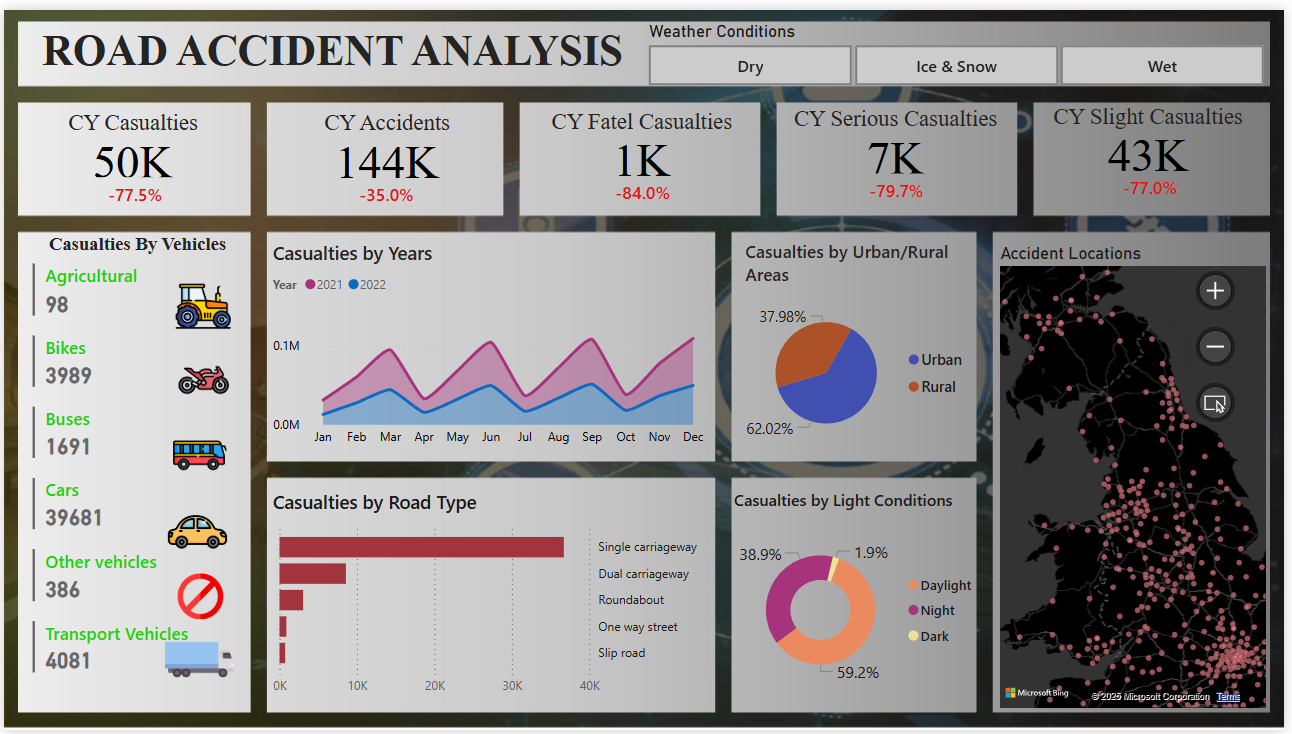 ROAD ACCIDENT ANALYSIS
Weather Conditions
Dry
Ice & Snow
Wet
CY Casualties
50K
-77.5%
CY Accidents
144K
-35.0%
CY Fatel Casualties
1K
-84.0%
CY Serious Casualties
7K
-79.7%
CY Slight Casualties
43K
-77.0%
Casualties By Vehicles
Agricultural
98
Bikes
3989
Buses
1691
Cars
39681
Other vehicles
386
Transport Vehicles
4081
Casualties by Years
Year 2021 2022
0.1M
0.0M
Jan Feb Mar Apr May Jun Jul Aug Sep Oct Nov Dec
Casualties by Urban/Rural
Areas
37.98%
62.02%
Urban
Rural
Casualties by Road Type
Single carriageway
Dual carriageway
Roundabout
One way street
Slip road
0K 10K 20K 30K 40K
Casualties by Light Conditions
38.9%
1.9%
59.2%
Daylight
Night
Dark
Accident Locations
Microsoft Bing
© 2025 Microsoft Corporation Terms